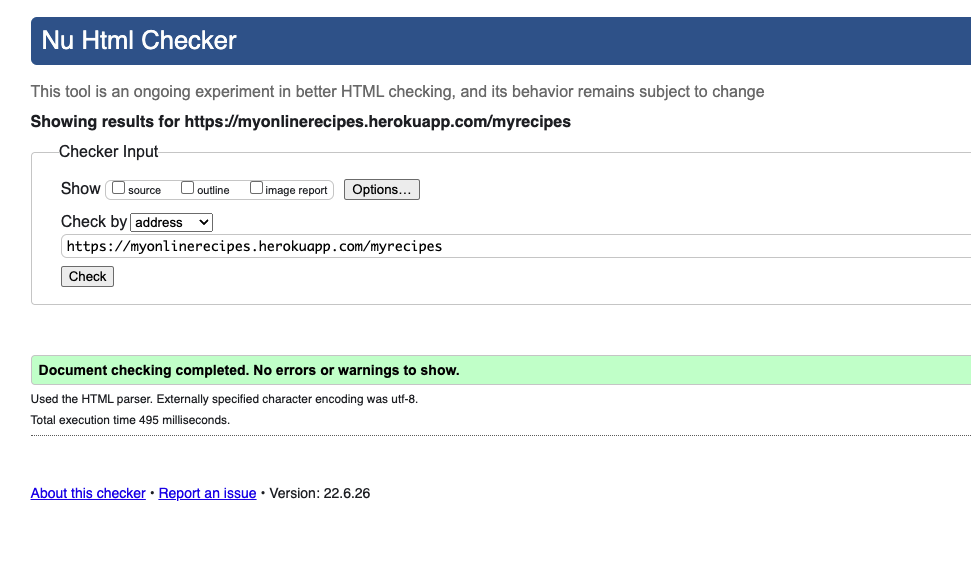 Nu Html Checker
This tool is an ongoing experiment in better HTML checking, and its behavior remains subject to change
Showing results for https://myonlinerecipes.herokuapp.com/myrecipes
Checker Input
Show source outline image report Options...
Check by address
https://myonlinerecipes.herokuapp.com/myrecipes
Check
Document checking completed. No errors or warnings to show.
Used the HTML parser. Externally specified character encoding was utf-8.
Total execution time 495 milliseconds.
About this checker • Report an issue • Version: 22.6.26